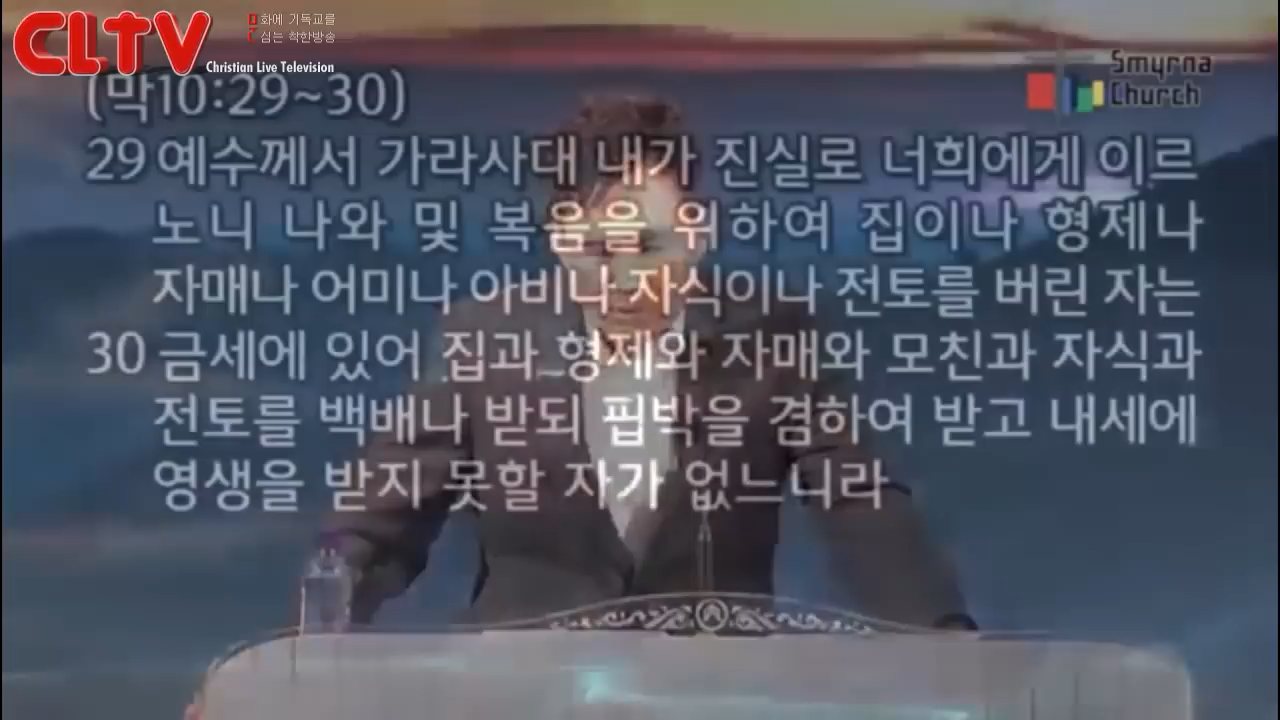 CLTV
문화에 기독교를
심는 착한방송
Christian Live Television
Smyrna
Church
(막10:29~30)
29 예수께서 가라사대 내가 진실로 너희에게 이르
노니 나와 및 복음을 위하여 집이나 형제나
자매나 어미나 아비나 자식이나 전토를 버린 자는
30 금세에 있어 집과 형제와 자매와 모친과 자식과
전토를 백배나 받되 핍박을 겸하여 받고 내세에
영생을 받지 못할 자가 없느니라